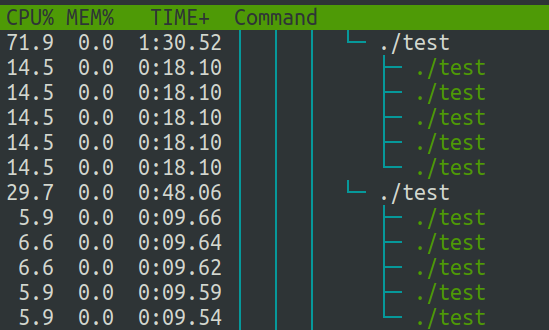 CPU% MEM% TIME+ Command
71.9 0.0 1:30.52 ./test
14.5 0.0 0:18.10 ./test
14.5 0.0 0:18.10 ./test
14.5 0.0 0:18.10 ./test
14.5 0.0 0:18.10 ./test
14.5 0.0 0:18.10 ./test
29.7 0.0 0:48.06 ./test
5.9 0.0 0:09.66 ./test
6.6 0.0 0:09.64 ./test
6.6 0.0 0:09.62 ./test
5.9 0.0 0:09.59 ./test
5.9 0.0 0:09.54 ./test